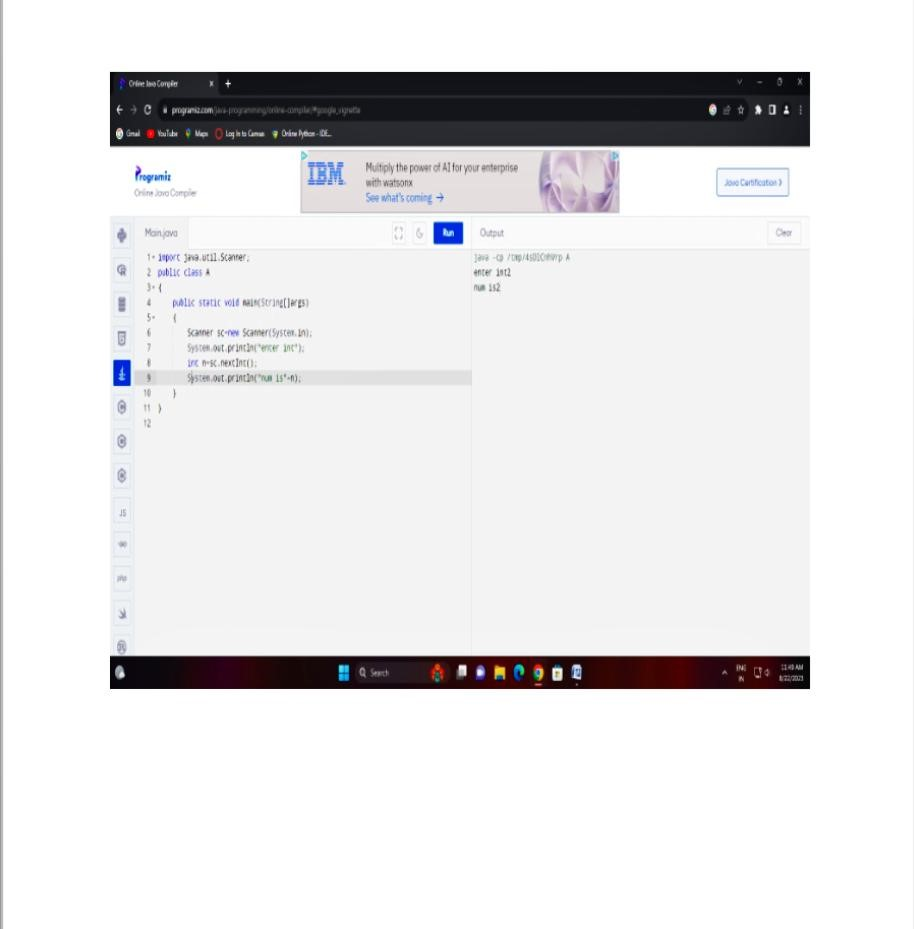 Online Java Compiler
programiz.com/java-programming/online-compiler/#google_vignette
Gmail YouTube Maps Log In to Canvas Online Python - IDE...
Programiz
Online Java Compiler
IBM
Multiply the power of AI for your enterprise
with watsonx
See what's coming →
Java Certification >
Main.java
Run
Output
Clear
1 import java.util.Scanner;
2 public class A
3 {
4 public static void main(String[]args)
5 {
6 Scanner sc=new Scanner(System.in);
7 System.out.println("enter int");
8 int n=sc.nextInt();
9 System.out.println("num is"+n);
10 }
11 }
12
java -cp A
enter int2
num is2
JS
php
Search
ENG
IN
11:49 AM
8/22/2023